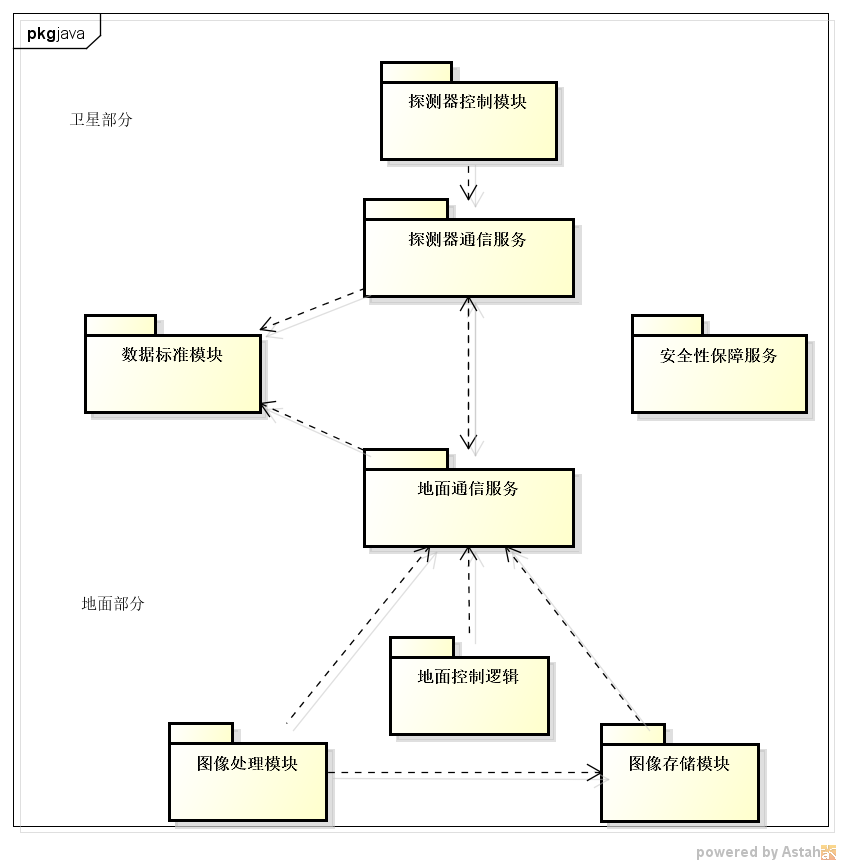 pkgjava
探测器控制模块
卫星部分
探测器通信服务
数据标准模块
安全性保障服务
地面通信服务
地面部分
地面控制逻辑
图像处理模块
图像存储模块
powered by Astah